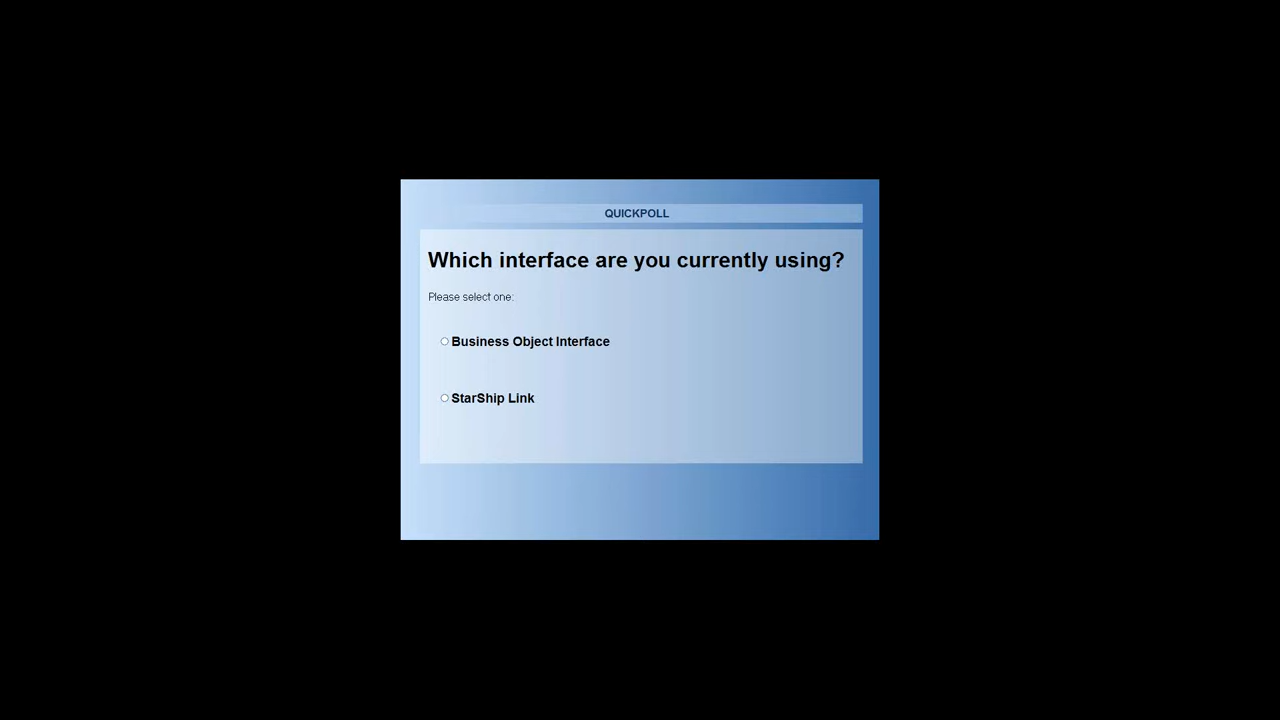 QUICKPOLL
Which interface are you currently using?
Please select one:
Business Object Interface
StarShip Link